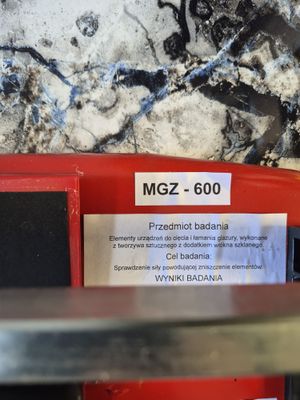 MGZ - 600
Przedmiot badania
Elementy urządzeń do cięcia i łamania glazury, wykonane
z tworzywa sztucznego z dodatkiem włókna szklanego.
Cel badania:
Sprawdzenie siły powodującej zniszczenie elementów.
WYNIKI BADANIA